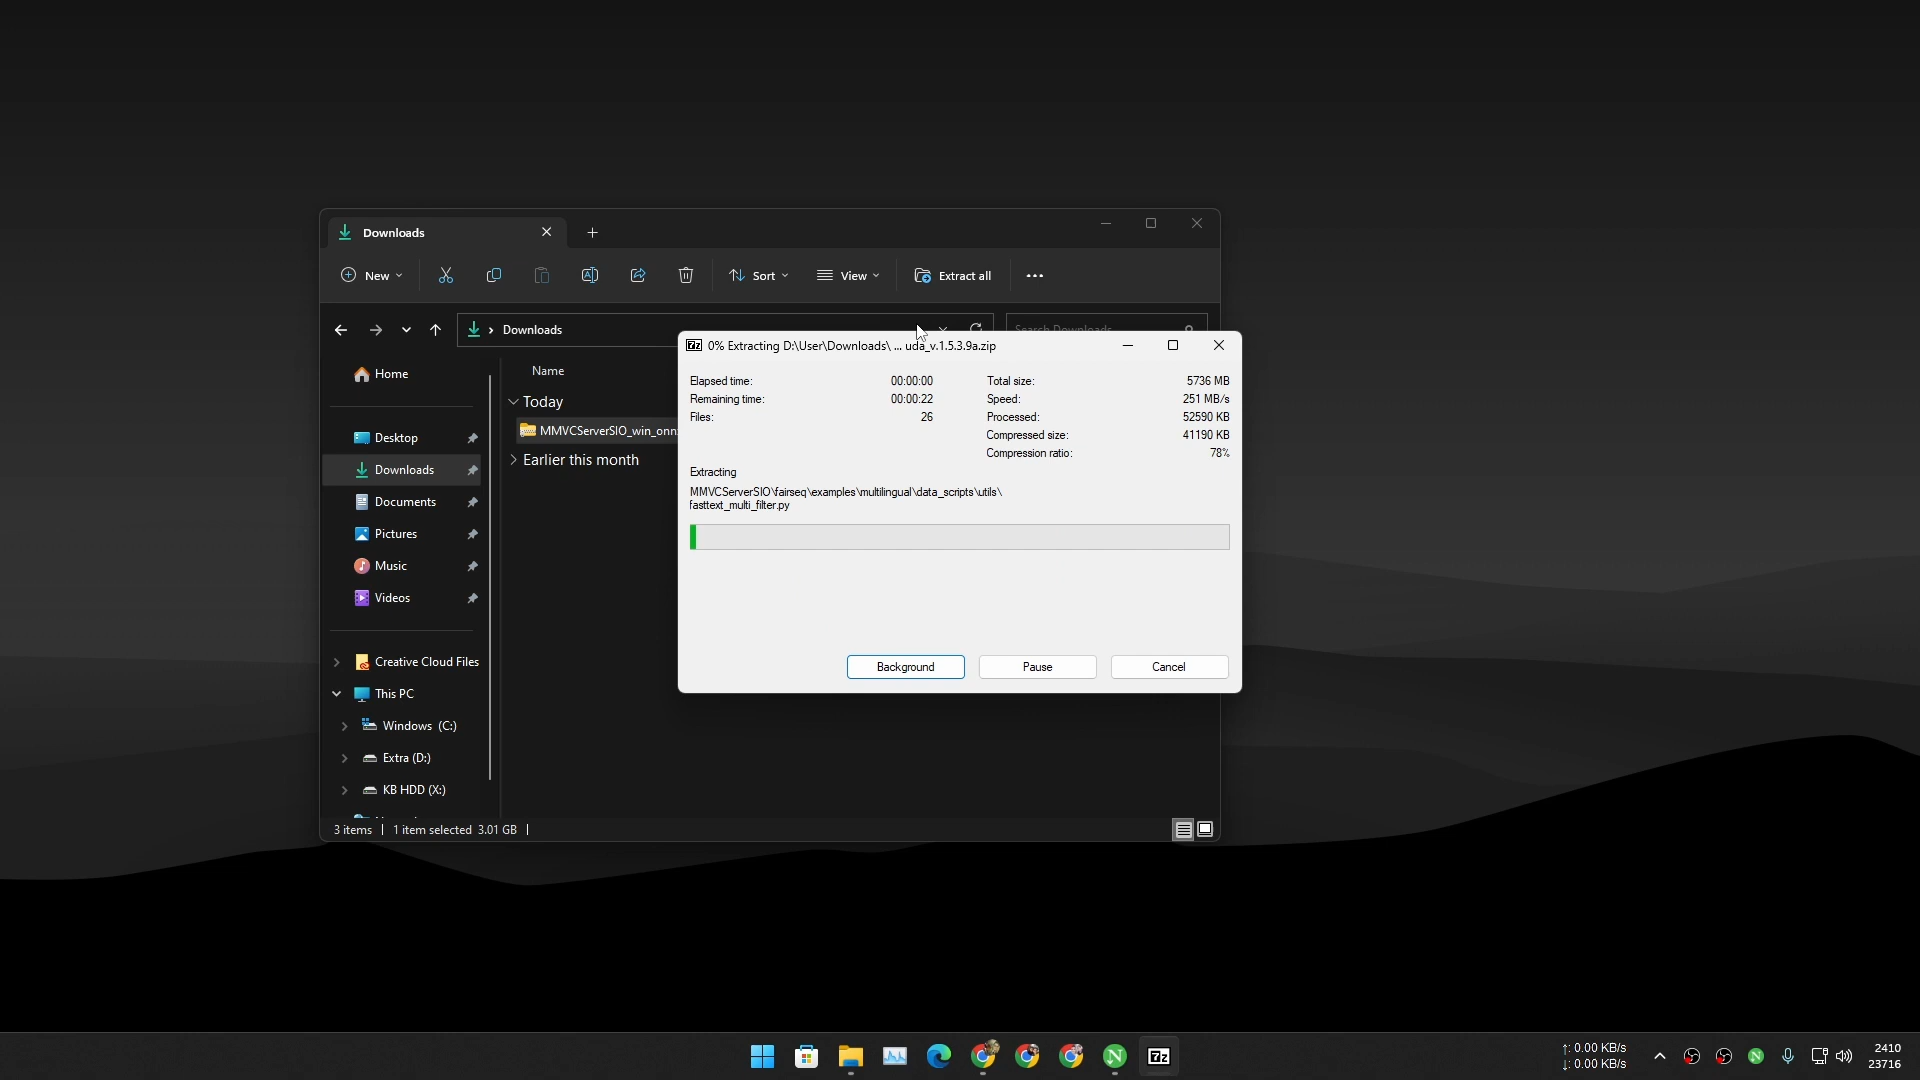 Downloads
New
Sort
View
Extract all
Downloads
Search Downloads
Home
Desktop
Downloads
Documents
Pictures
Music
Videos
Creative Cloud Files
This PC
Windows (C:)
Extra (D:)
KB HDD (X:)
Name
Today
MMVCServerSIO_win_onn
Earlier this month
3 items
1 item selected 3.01 GB
7z
0% Extracting D:\User\Downloads\ ... uda_v.1.5.3.9a.zip
Elapsed time: 00:00:00
Remaining time: 00:00:22
Files: 26
Total size: 5736 MB
Speed: 251 MB/s
Processed: 52590 KB
Compressed size: 41190 KB
Compression ratio: 78%
Extracting
MMVCServerSIO\fairseq\examples\multilingual\data_scripts\utils\
fasttext_multi_filter.py
Background
Pause
Cancel
7z
↑: 0.00 KB/s
↓: 0.00 KB/s
2410
23716